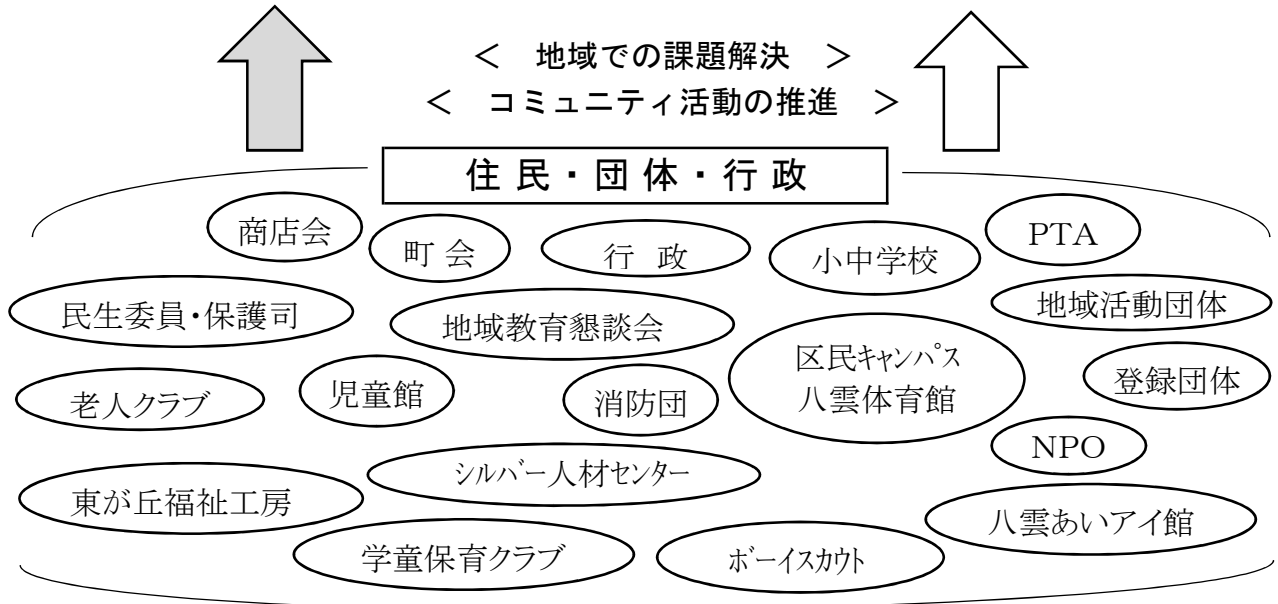 ＜　地域での課題解決　＞
＜　コミュニティ活動の推進　＞
住民・団体・行政
商店会
町会
行　政
小中学校
PTA
民生委員・保護司
地域教育懇談会
地域活動団体
区民ｷｬﾝﾊﾟｽ
八雲体育館
老人クラブ
児童館
消防団
登録団体
NPO
シルバー人材センター
東が丘福祉工房
八雲あいアイ館
学童保育クラブ
ボーイスカウト